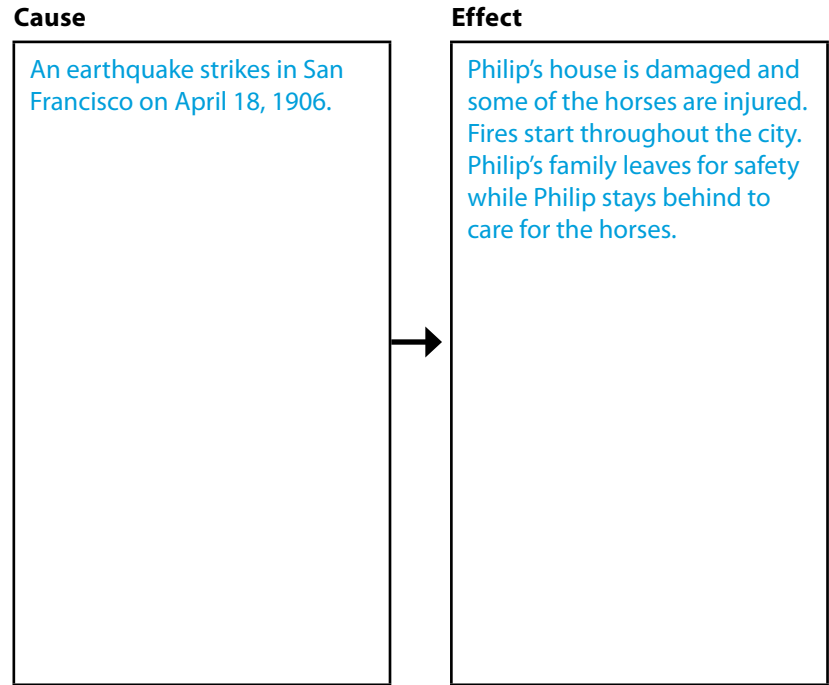 Cause
An earthquake strikes in San
Francisco on April 18, 1906.
Effect
Philip’s house is damaged and
some of the horses are injured.
Fires start throughout the city.
Philip’s family leaves for safety
while Philip stays behind to
care for the horses.